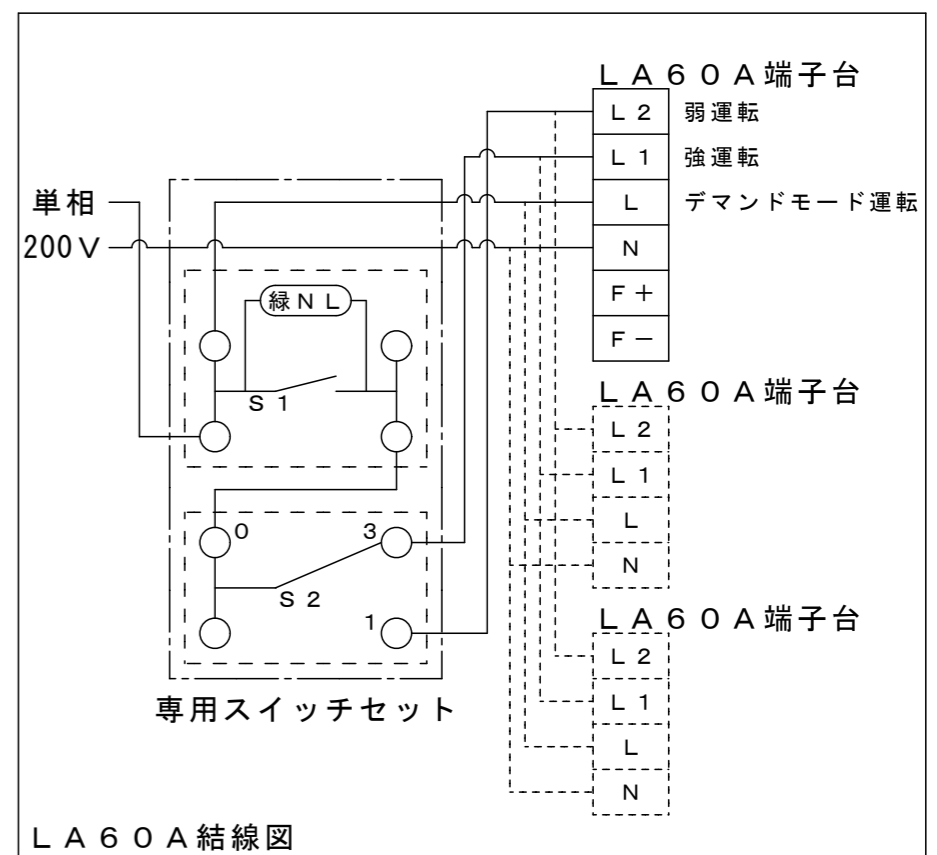 LA60A端子台
L2 弱運転
L1 強運転
L デマンドモード運転
N
F+
F−
単相
200V
緑NL
S1
0
3
S2
1
専用スイッチセット
LA60A端子台
L2
L1
L
N
LA60A端子台
L2
L1
L
N
LA60A結線図